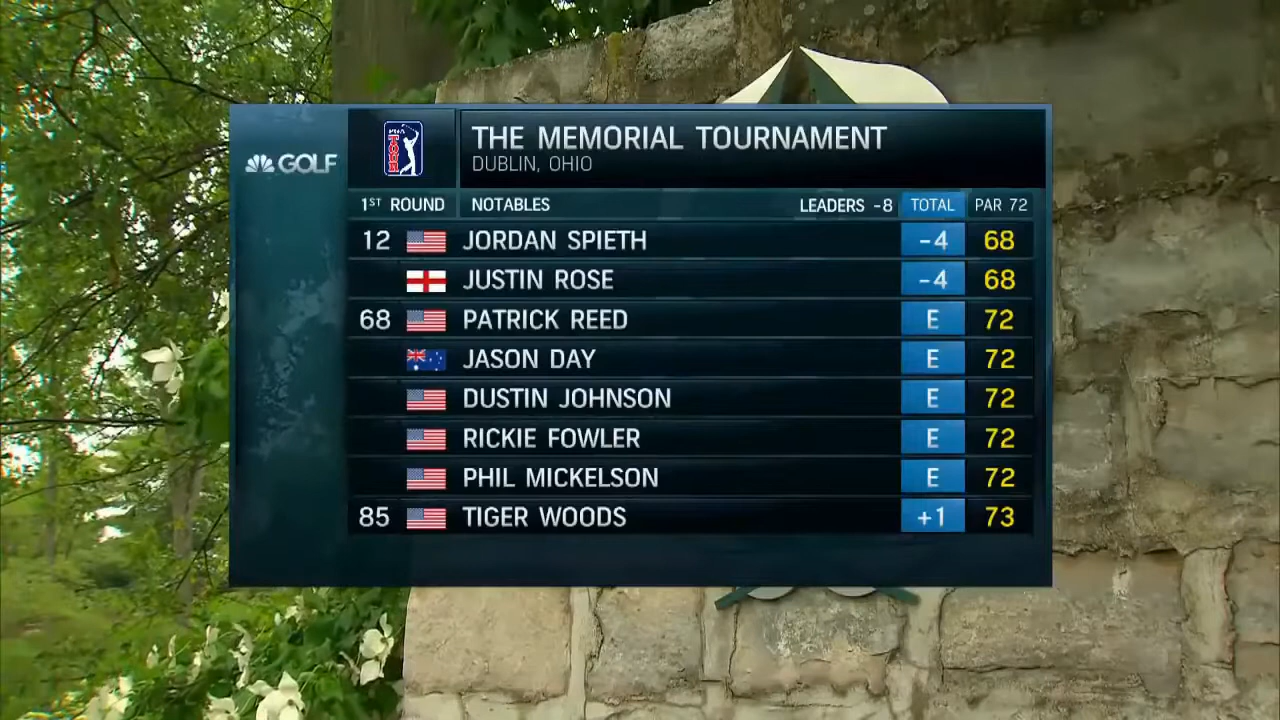 THE MEMORIAL TOURNAMENT
DUBLIN, OHIO
GOLF
PGA TOUR
1ST ROUND NOTABLES LEADERS -8 TOTAL PAR 72
12 JORDAN SPIETH -4 68
JUSTIN ROSE -4 68
68 PATRICK REED E 72
JASON DAY E 72
DUSTIN JOHNSON E 72
RICKIE FOWLER E 72
PHIL MICKELSON E 72
85 TIGER WOODS +1 73